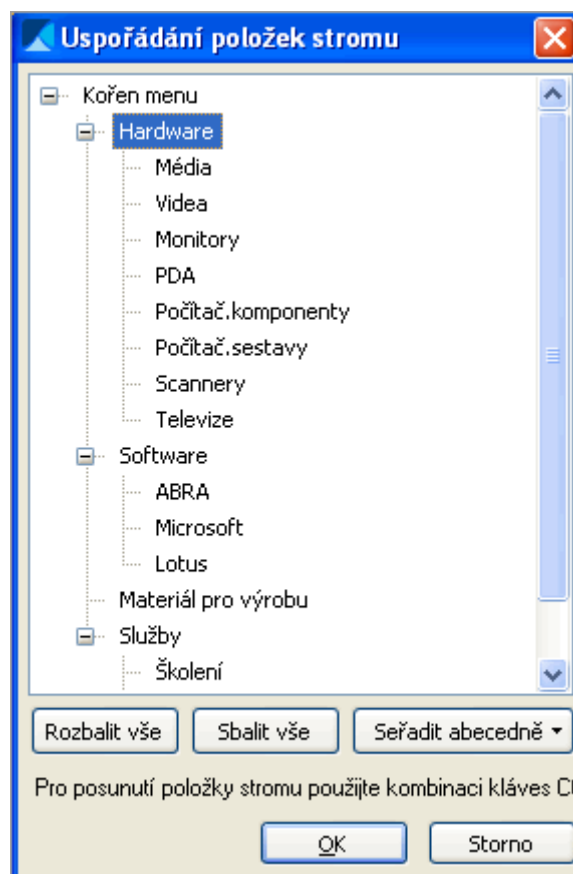 Uspořádání položek stromu
Kořen menu
Hardware
Média
Videa
Monitory
PDA
Počítač.komponenty
Počítač.sestavy
Scannery
Televize
Software
ABRA
Microsoft
Lotus
Materiál pro výrobu
Služby
Školení
Rozbalit vše Sbalit vše Seřadit abecedně
Pro posunutí položky stromu použijte kombinaci kláves
OK Storno